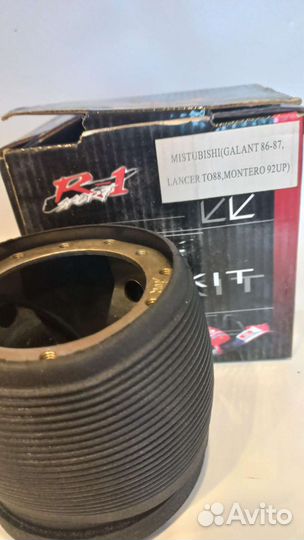 MISTUBISHI(GALANT 86-87,
LANCER TO88,MONTERO 92UP)
R-1
SPORT
KIT
Avito